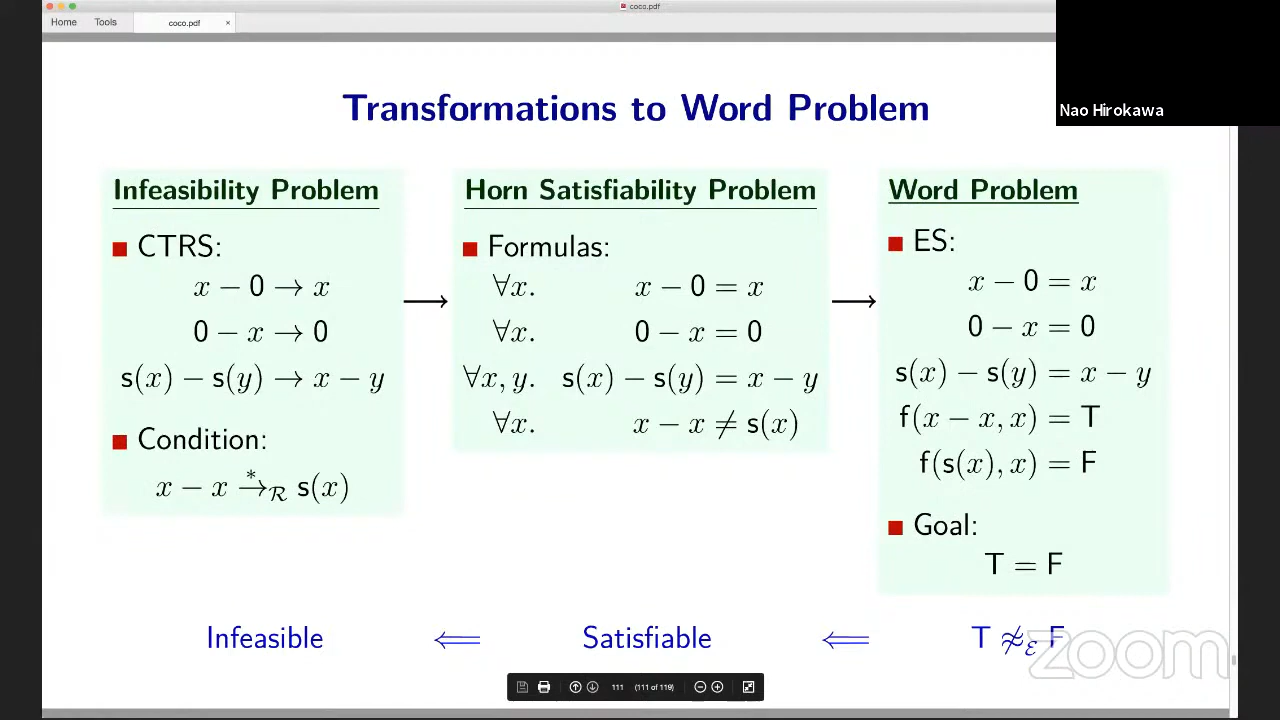 coco.pdf
Home Tools coco.pdf ×
Nao Hirokawa
Transformations to Word Problem
Infeasibility Problem
CTRS:
x − 0 → x
0 − x → 0
s(x) − s(y) → x − y
Condition:
x − x →*ℛ s(x)
⟶
Horn Satisfiability Problem
Formulas:
∀x. x − 0 = x
∀x. 0 − x = 0
∀x, y. s(x) − s(y) = x − y
∀x. x − x ≠ s(x)
⟶
Word Problem
ES:
x − 0 = x
0 − x = 0
s(x) − s(y) = x − y
f(x − x, x) = T
f(s(x), x) = F
Goal:
T = F
Infeasible ⟸ Satisfiable ⟸ T ≉ℰ F
zoom
111 (111 of 119)